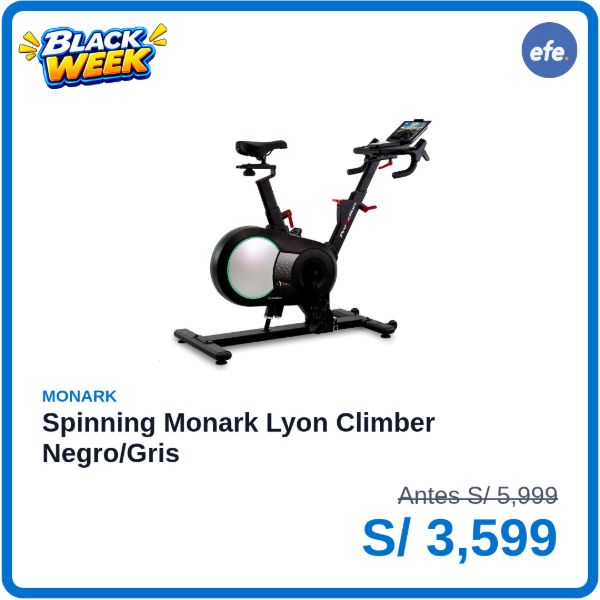 BLACK
WEEK
efe.
MONARK
Spinning Monark Lyon Climber
Negro/Gris
Antes S/ 5,999
S/ 3,599